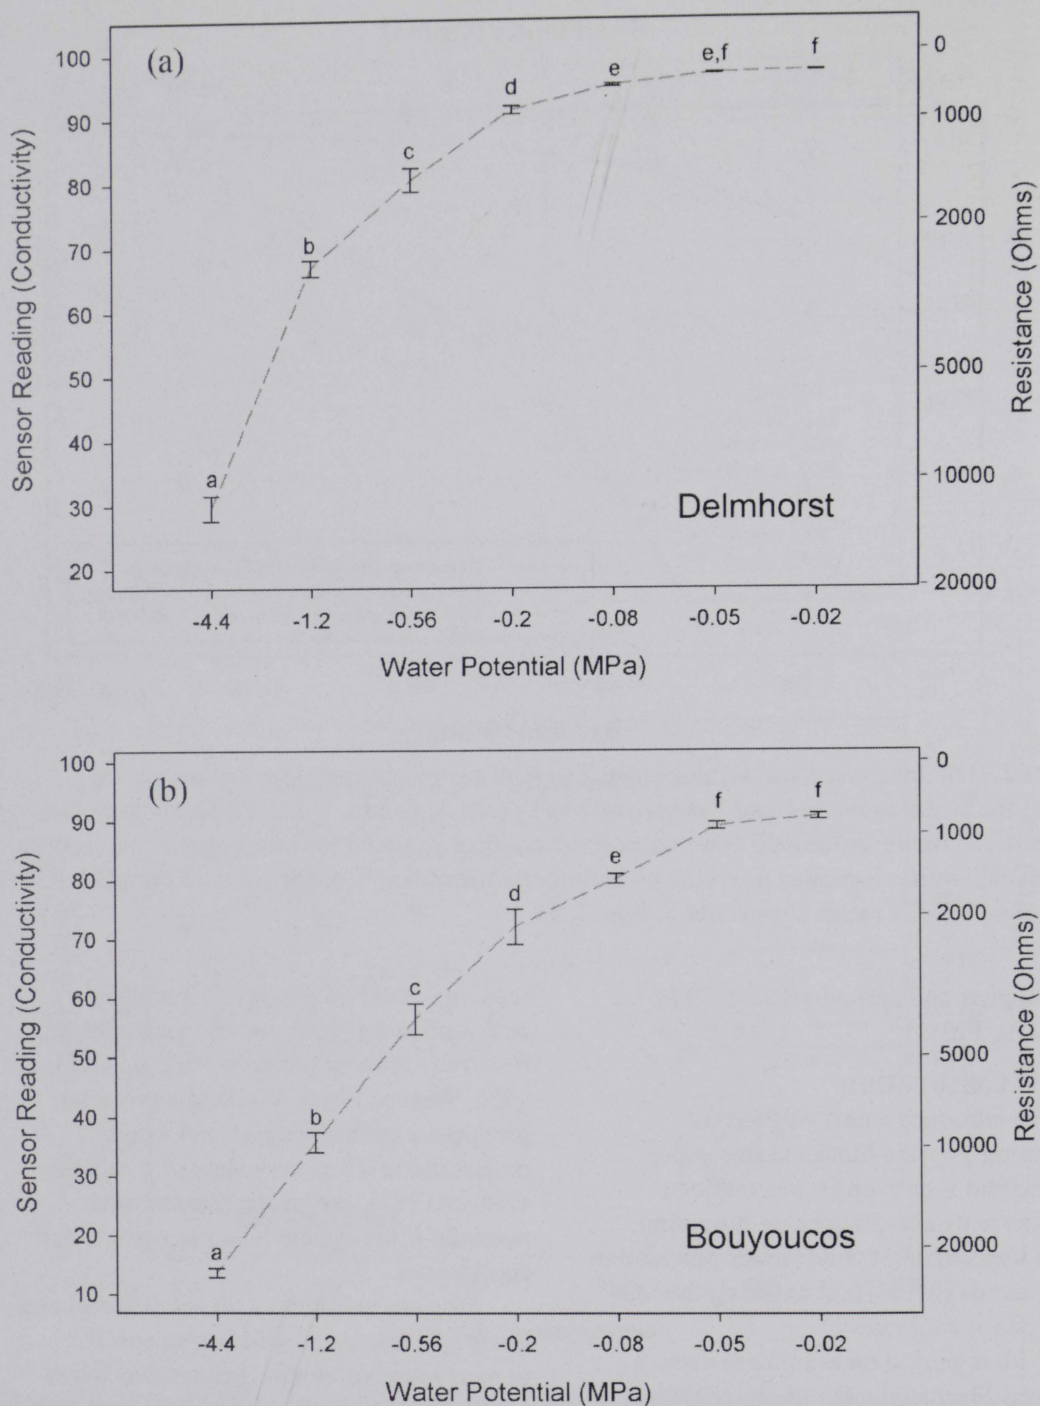 (a)
Sensor Reading (Conductivity)
100
90
80
70
60
50
40
30
20
a
b
c
d
e
e,f
f
0
1000
2000
5000
10000
20000
Resistance (Ohms)
Delmhorst
-4.4 -1.2 -0.56 -0.2 -0.08 -0.05 -0.02
Water Potential (MPa)
(b)
Sensor Reading (Conductivity)
100
90
80
70
60
50
40
30
20
10
a
b
c
d
e
f
f
0
1000
2000
5000
10000
20000
Resistance (Ohms)
Bouyoucos
-4.4 -1.2 -0.56 -0.2 -0.08 -0.05 -0.02
Water Potential (MPa)